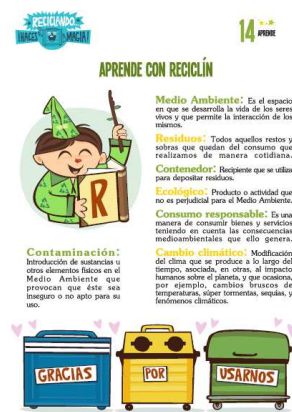 RECICLANDO,
¡HACES MAGIA!
14 APRENDE
APRENDE CON RECICLÍN
Medio Ambiente: Es el espacio
en que se desarrolla la vida de los seres
vivos y que permite la interacción de los
mismos.
Residuos: Todos aquellos restos y
sobras que quedan del consumo que
realizamos de manera cotidiana.
Contenedor: Recipiente que se utiliza
para depositar residuos.
Ecológico: Producto o actividad que
no es perjudicial para el Medio Ambiente.
Consumo responsable: Es una
manera de consumir bienes y servicios
teniendo en cuenta las consecuencias
medioambientales que ello genera.
Cambio climático: Modificación
del clima que se produce a lo largo del
tiempo, asociada, en otras, al impacto
humanos sobre el planeta, y que ocasiona,
por ejemplo, cambios bruscos de
temperaturas, súper tormentas, sequías, y
fenómenos climáticos.
R
Contaminación:
Introducción de sustancias u
otros elementos físicos en el
Medio Ambiente que
provocan que éste sea
inseguro o no apto para su
uso.
GRACIAS
POR
USARNOS